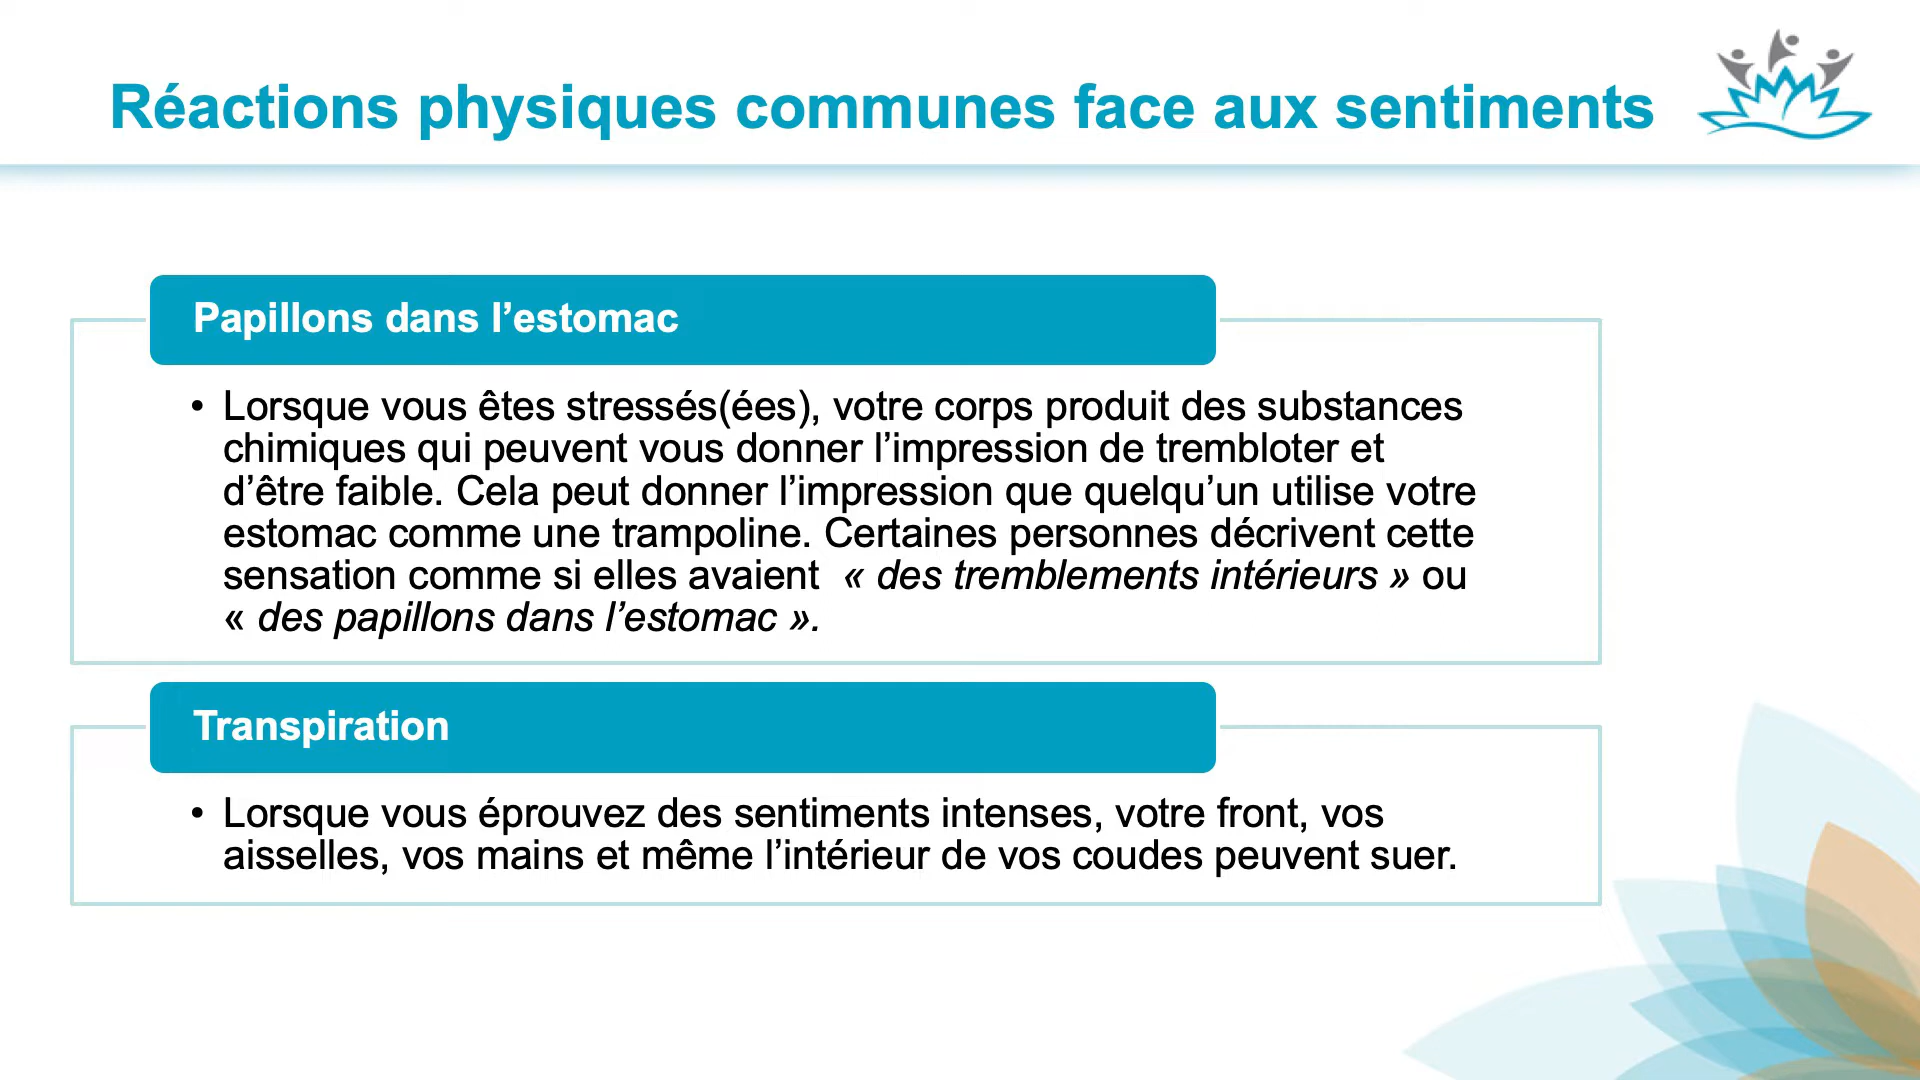 Réactions physiques communes face aux sentiments
Papillons dans l’estomac
• Lorsque vous êtes stressés(ées), votre corps produit des substances
chimiques qui peuvent vous donner l’impression de trembloter et
d’être faible. Cela peut donner l’impression que quelqu’un utilise votre
estomac comme une trampoline. Certaines personnes décrivent cette
sensation comme si elles avaient « des tremblements intérieurs » ou
« des papillons dans l’estomac ».
Transpiration
• Lorsque vous éprouvez des sentiments intenses, votre front, vos
aisselles, vos mains et même l’intérieur de vos coudes peuvent suer.